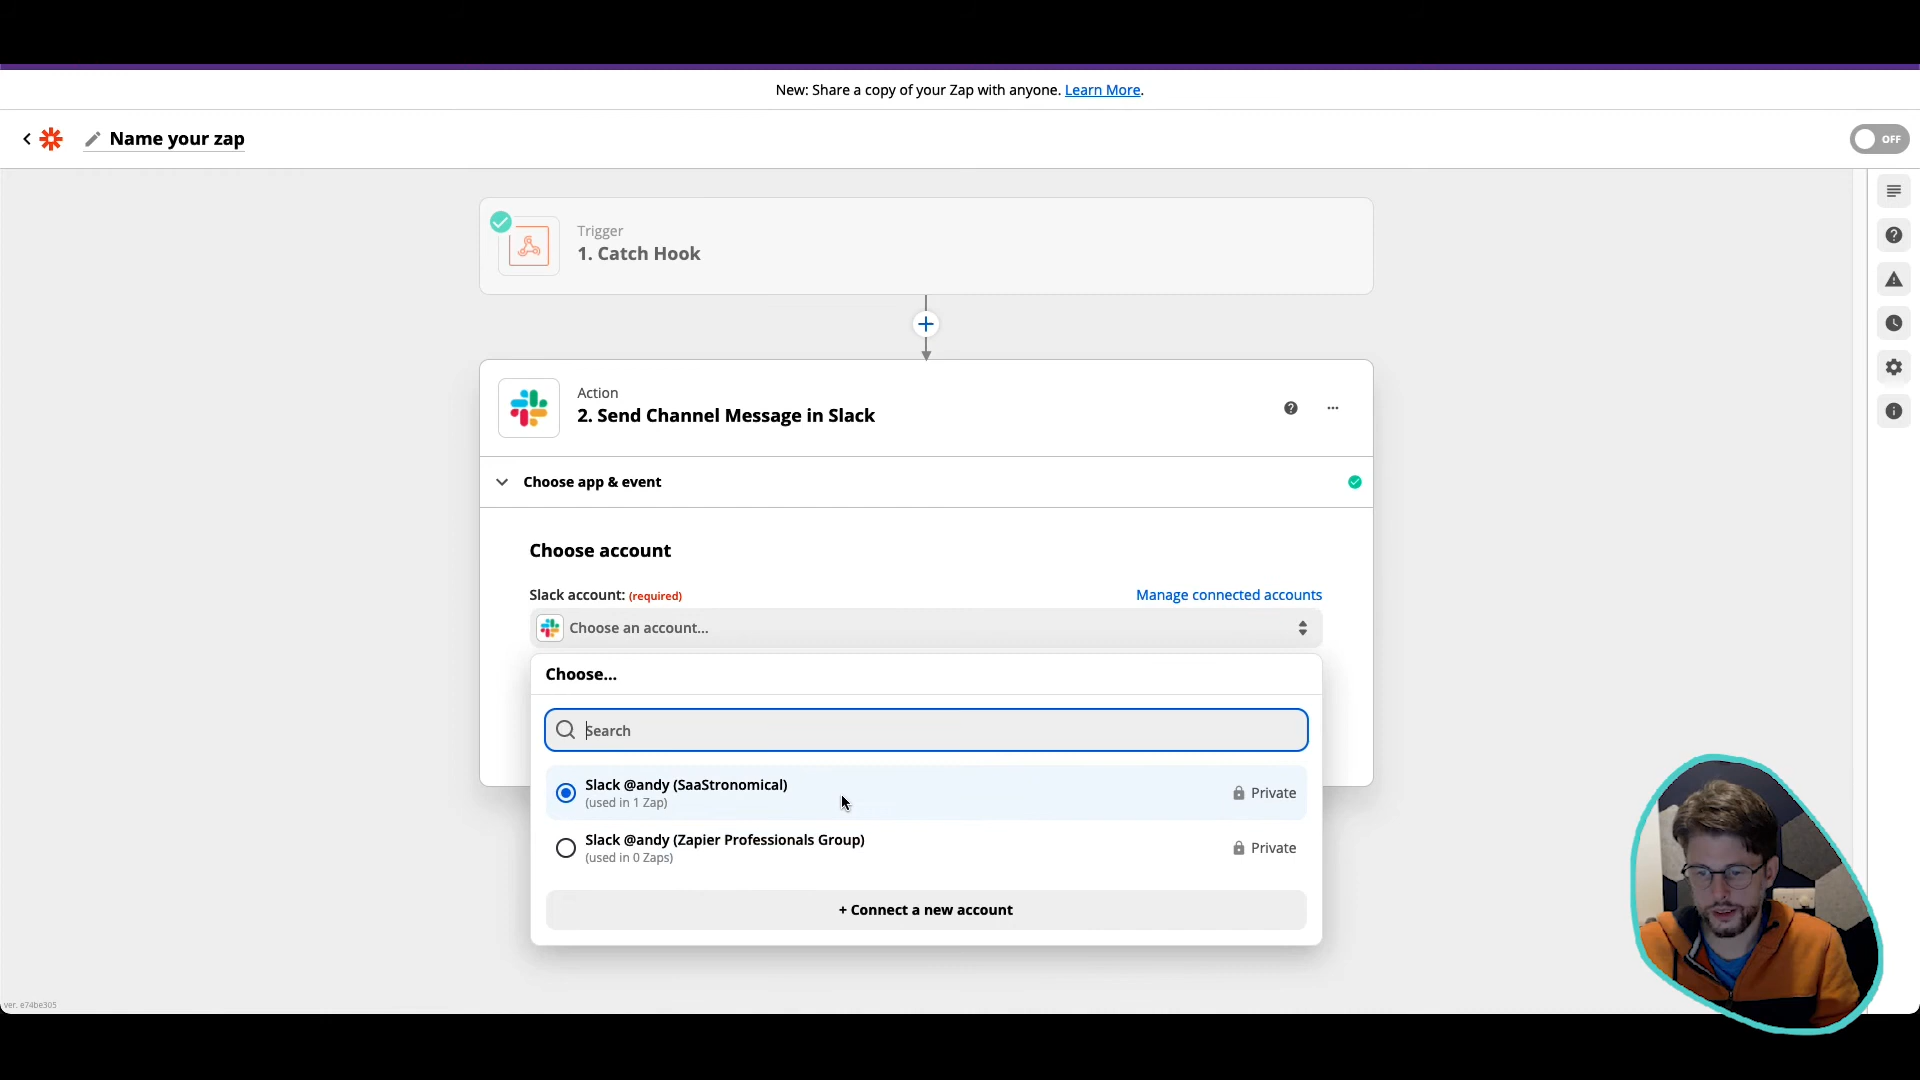 New: Share a copy of your Zap with anyone. Learn More.
Name your zap
OFF
Trigger
1. Catch Hook
Action
2. Send Channel Message in Slack
Choose app & event
Choose account
Slack account: (required)
Manage connected accounts
Choose an account...
Choose...
Search
Slack @andy (SaaStronomical)
(used in 1 Zap)
Private
Slack @andy (Zapier Professionals Group)
(used in 0 Zaps)
Private
+ Connect a new account
ver. e74be305